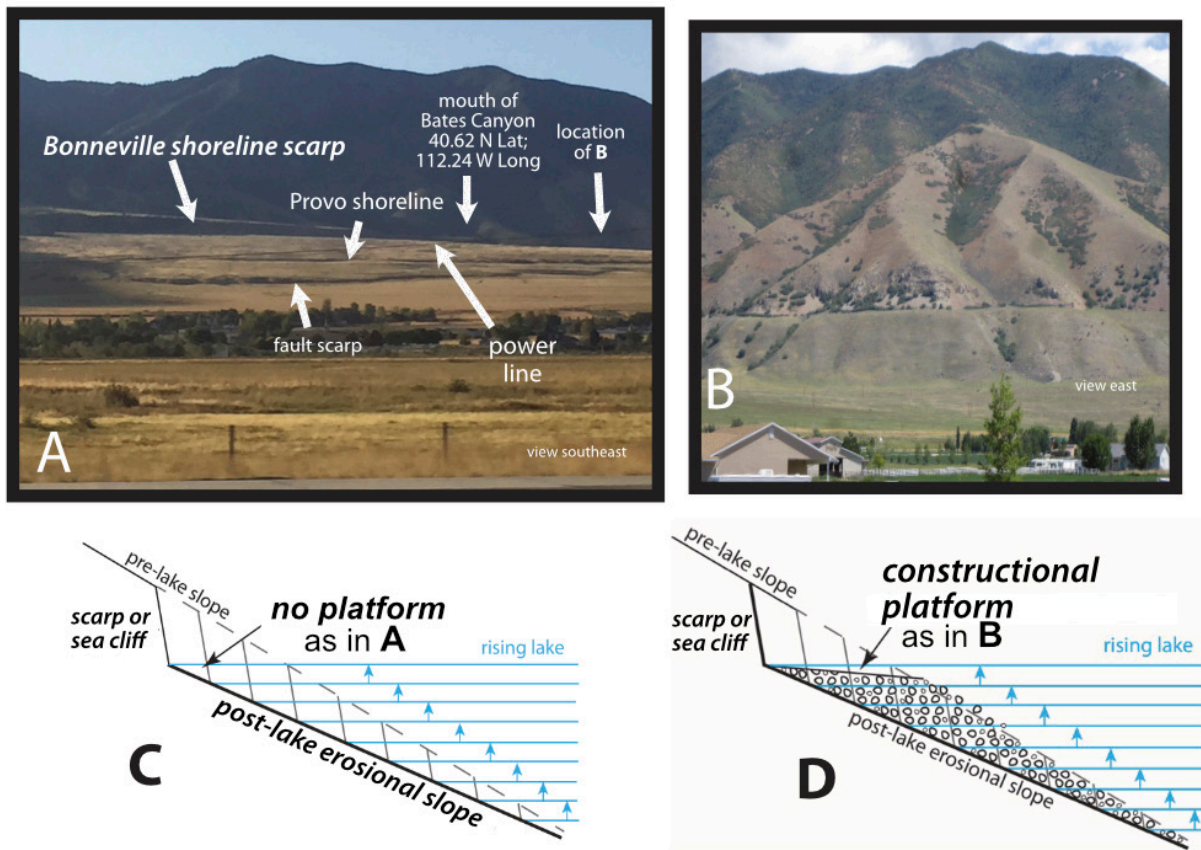 Bonneville shoreline scarp
mouth of
Bates Canyon
40.62 N Lat;
112.24 W Long
location
of B
Provo shoreline
fault scarp
power
line
A
view southeast
B
view east
pre-lake slope
scarp or
sea cliff
no platform
as in A
rising lake
post-lake erosional slope
C
pre-lake slope
scarp or
sea cliff
constructional
platform
as in B
rising lake
post-lake erosional slope
D